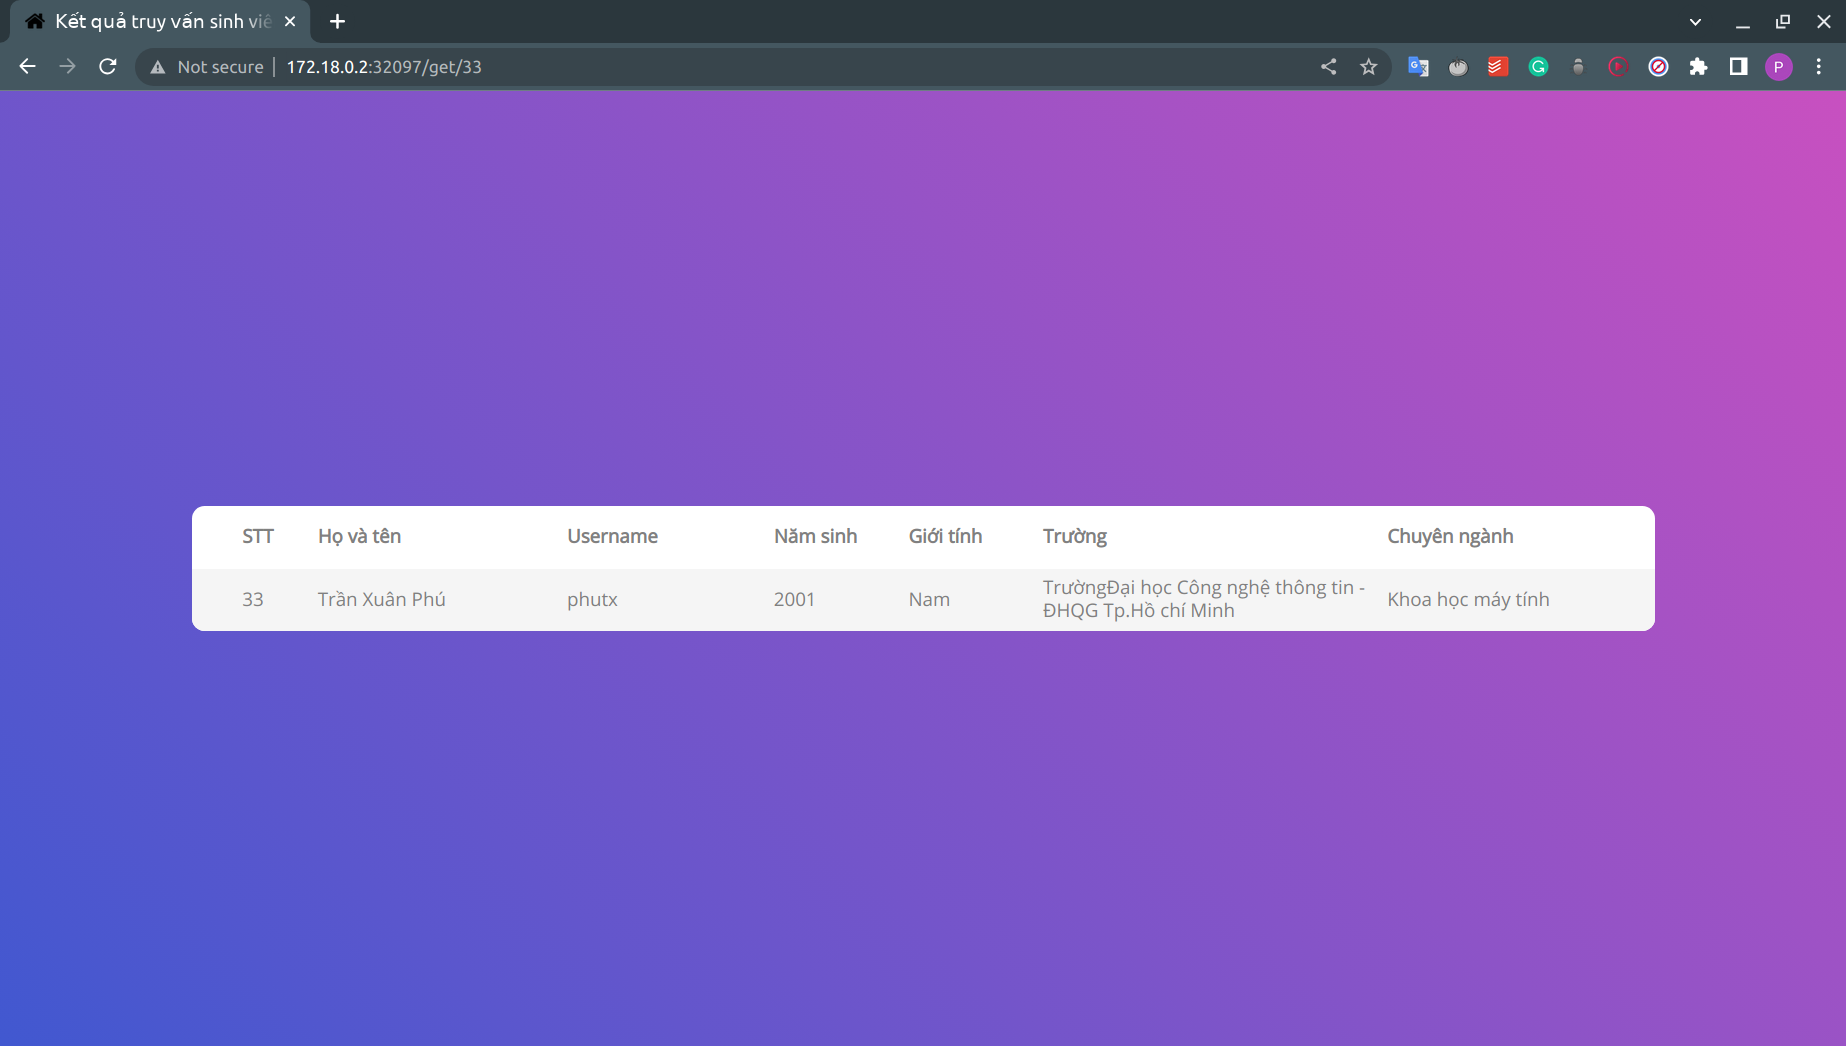 Kết quả truy vấn sinh viê
Not secure
172.18.0.2:32097/get/33
P
STT Họ và tên Username Năm sinh Giới tính Trường Chuyên ngành
33 Trần Xuân Phú phutx 2001 Nam TrườngĐại học Công nghệ thông tin - Khoa học máy tính
ĐHQG Tp.Hồ chí Minh